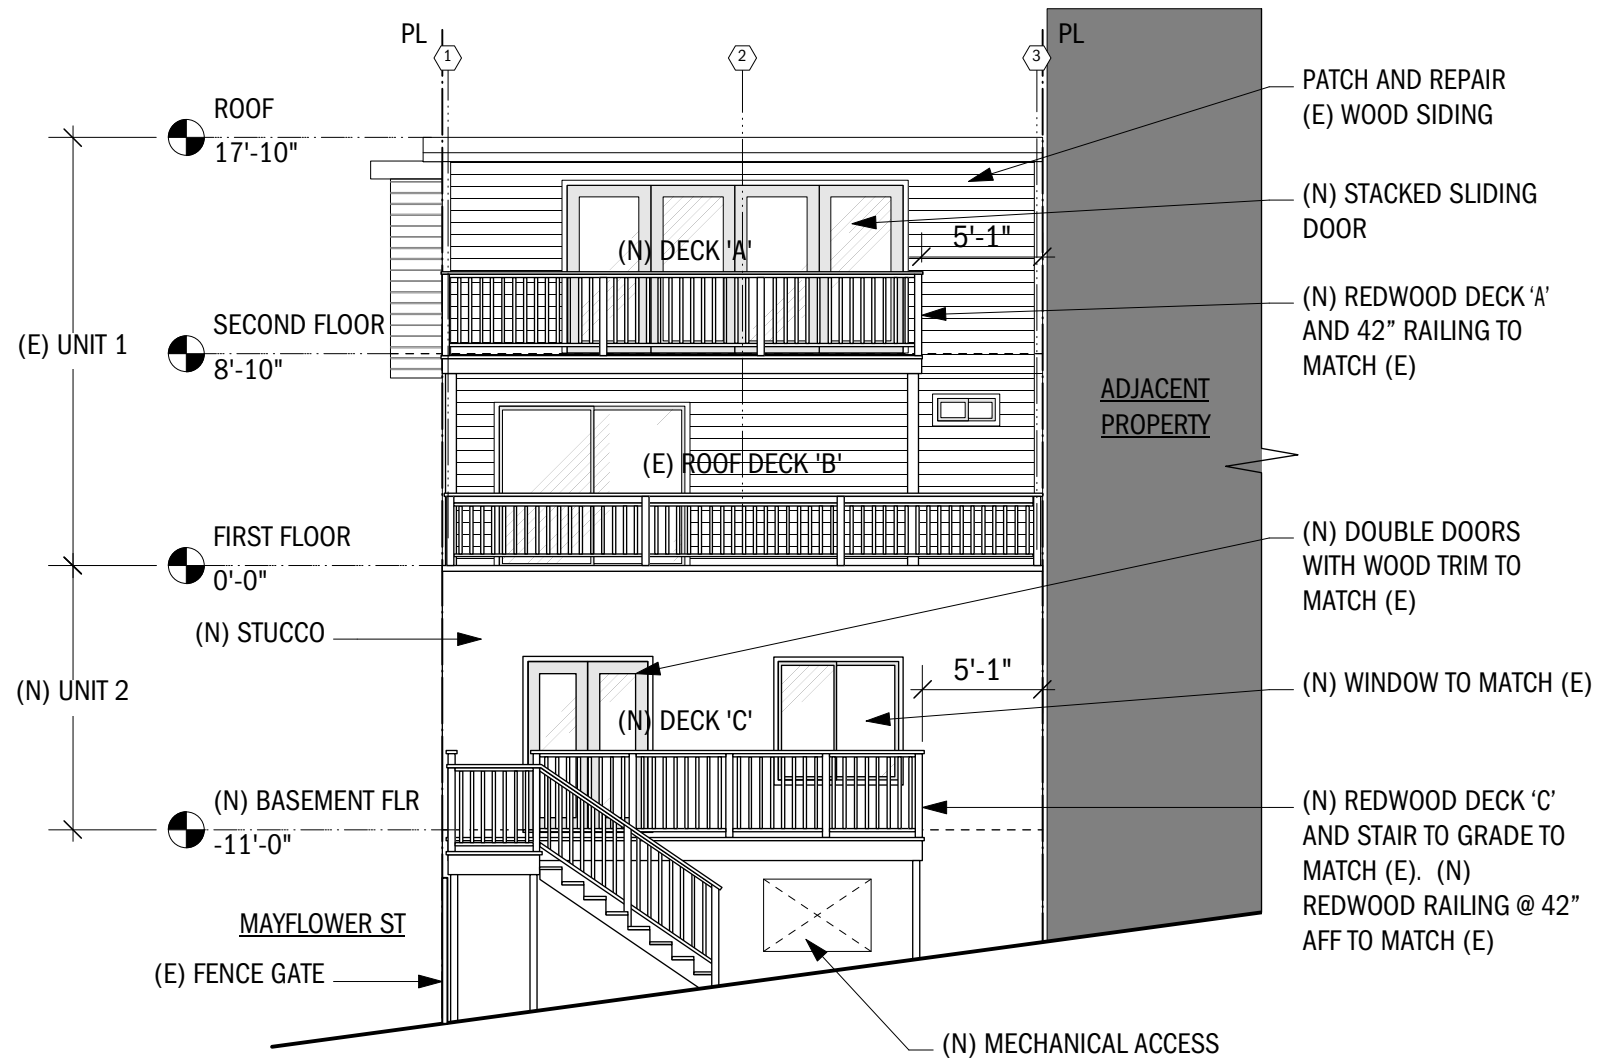 PL
PL
1
2
3
ROOF
17'-10"
PATCH AND REPAIR
(E) WOOD SIDING
(N) STACKED SLIDING
DOOR
5'-1"
(N) DECK 'A'
(N) REDWOOD DECK ‘A’
AND 42” RAILING TO
MATCH (E)
SECOND FLOOR
8'-10"
(E) UNIT 1
ADJACENT
PROPERTY
(E) ROOF DECK 'B'
FIRST FLOOR
0'-0"
(N) DOUBLE DOORS
WITH WOOD TRIM TO
MATCH (E)
(N) STUCCO
5'-1"
(N) WINDOW TO MATCH (E)
(N) UNIT 2
(N) DECK 'C'
(N) BASEMENT FLR
-11'-0"
(N) REDWOOD DECK ‘C’
AND STAIR TO GRADE TO
MATCH (E). (N)
REDWOOD RAILING @ 42”
AFF TO MATCH (E)
MAYFLOWER ST
(E) FENCE GATE
(N) MECHANICAL ACCESS